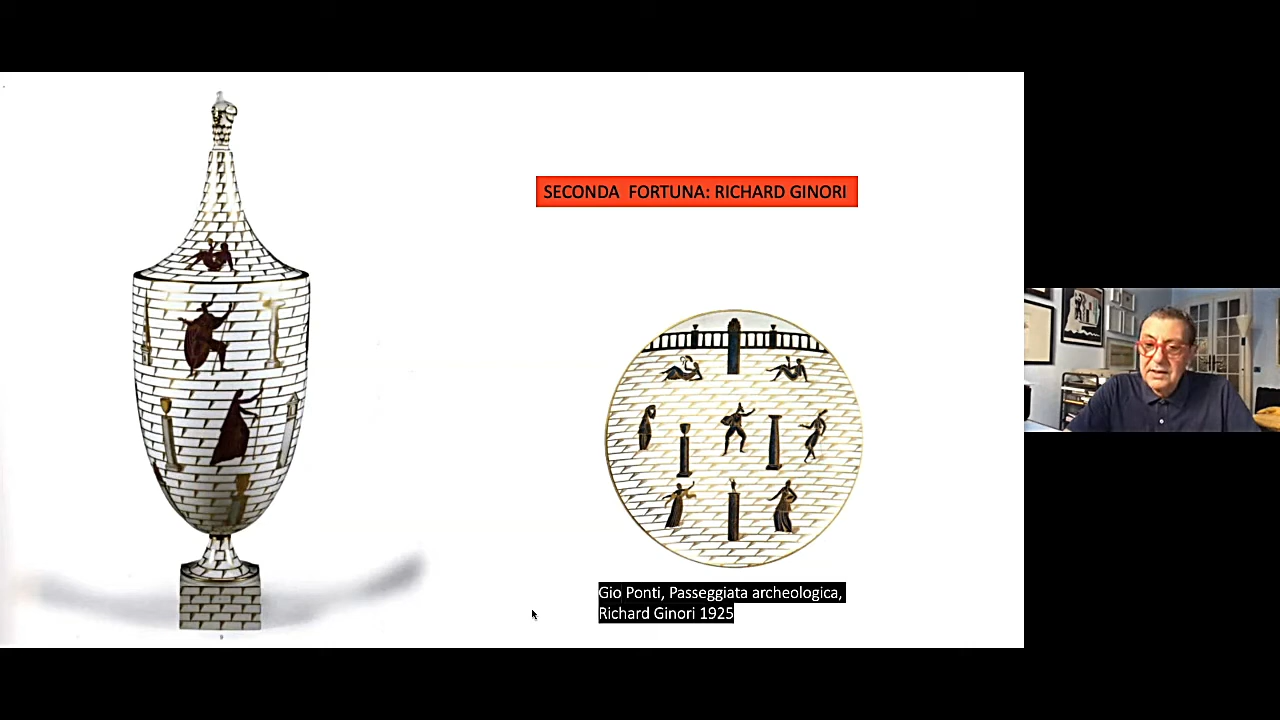 SECONDA FORTUNA: RICHARD GINORI
Gio Ponti, Passeggiata archeologica,
Richard Ginori 1925